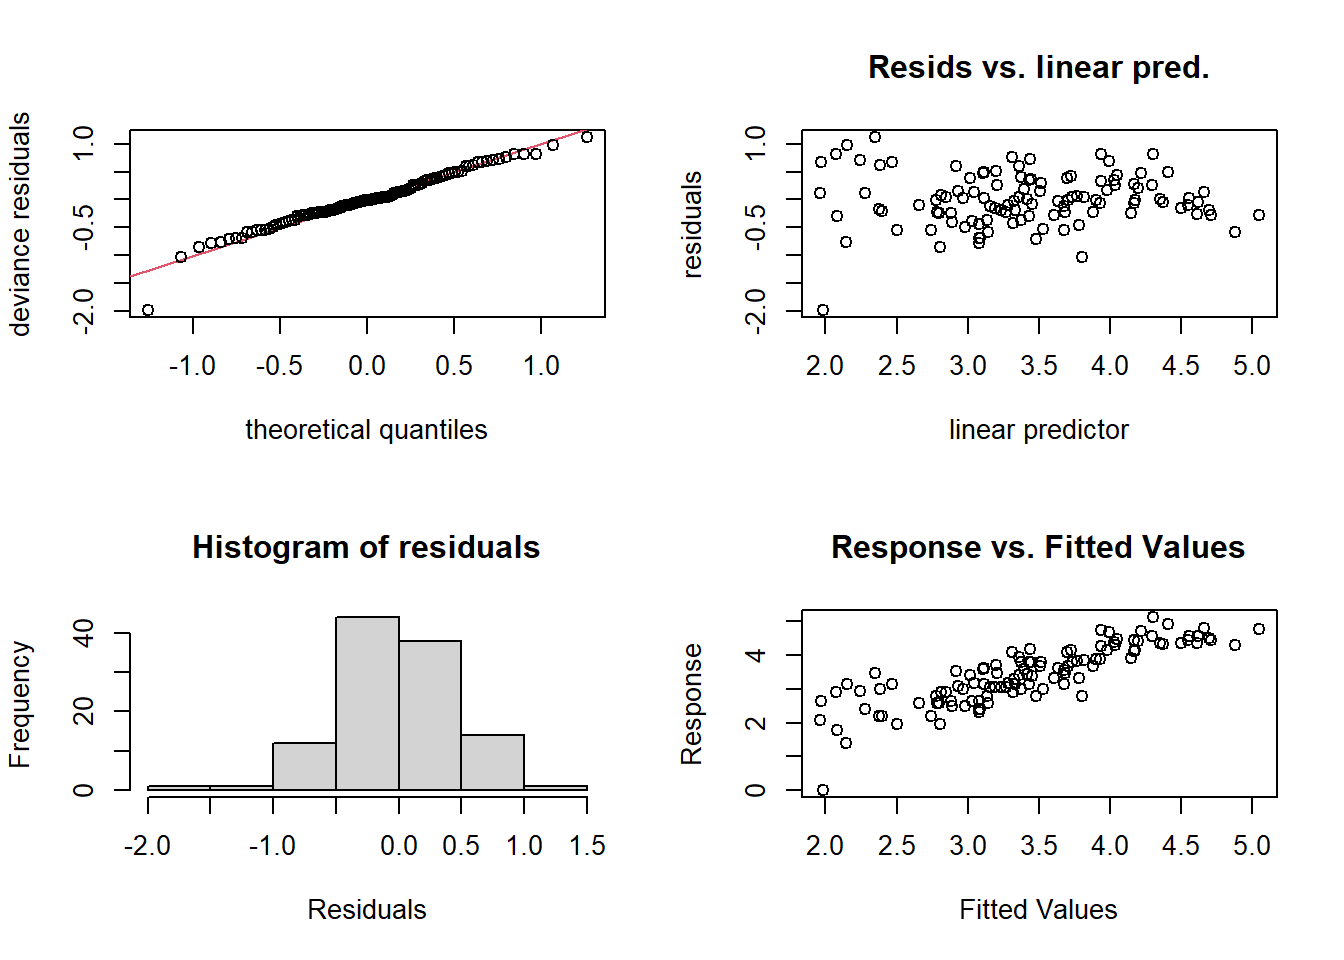 deviance residuals
1.0
-0.5
-2.0
-1.0 -0.5 0.0 0.5 1.0
theoretical quantiles
Resids vs. linear pred.
residuals
1.0
-0.5
-2.0
2.0 2.5 3.0 3.5 4.0 4.5 5.0
linear predictor
Histogram of residuals
Frequency
40
20
0
-2.0 -1.0 0.0 0.5 1.0 1.5
Residuals
Response vs. Fitted Values
Response
4
2
0
2.0 2.5 3.0 3.5 4.0 4.5 5.0
Fitted Values